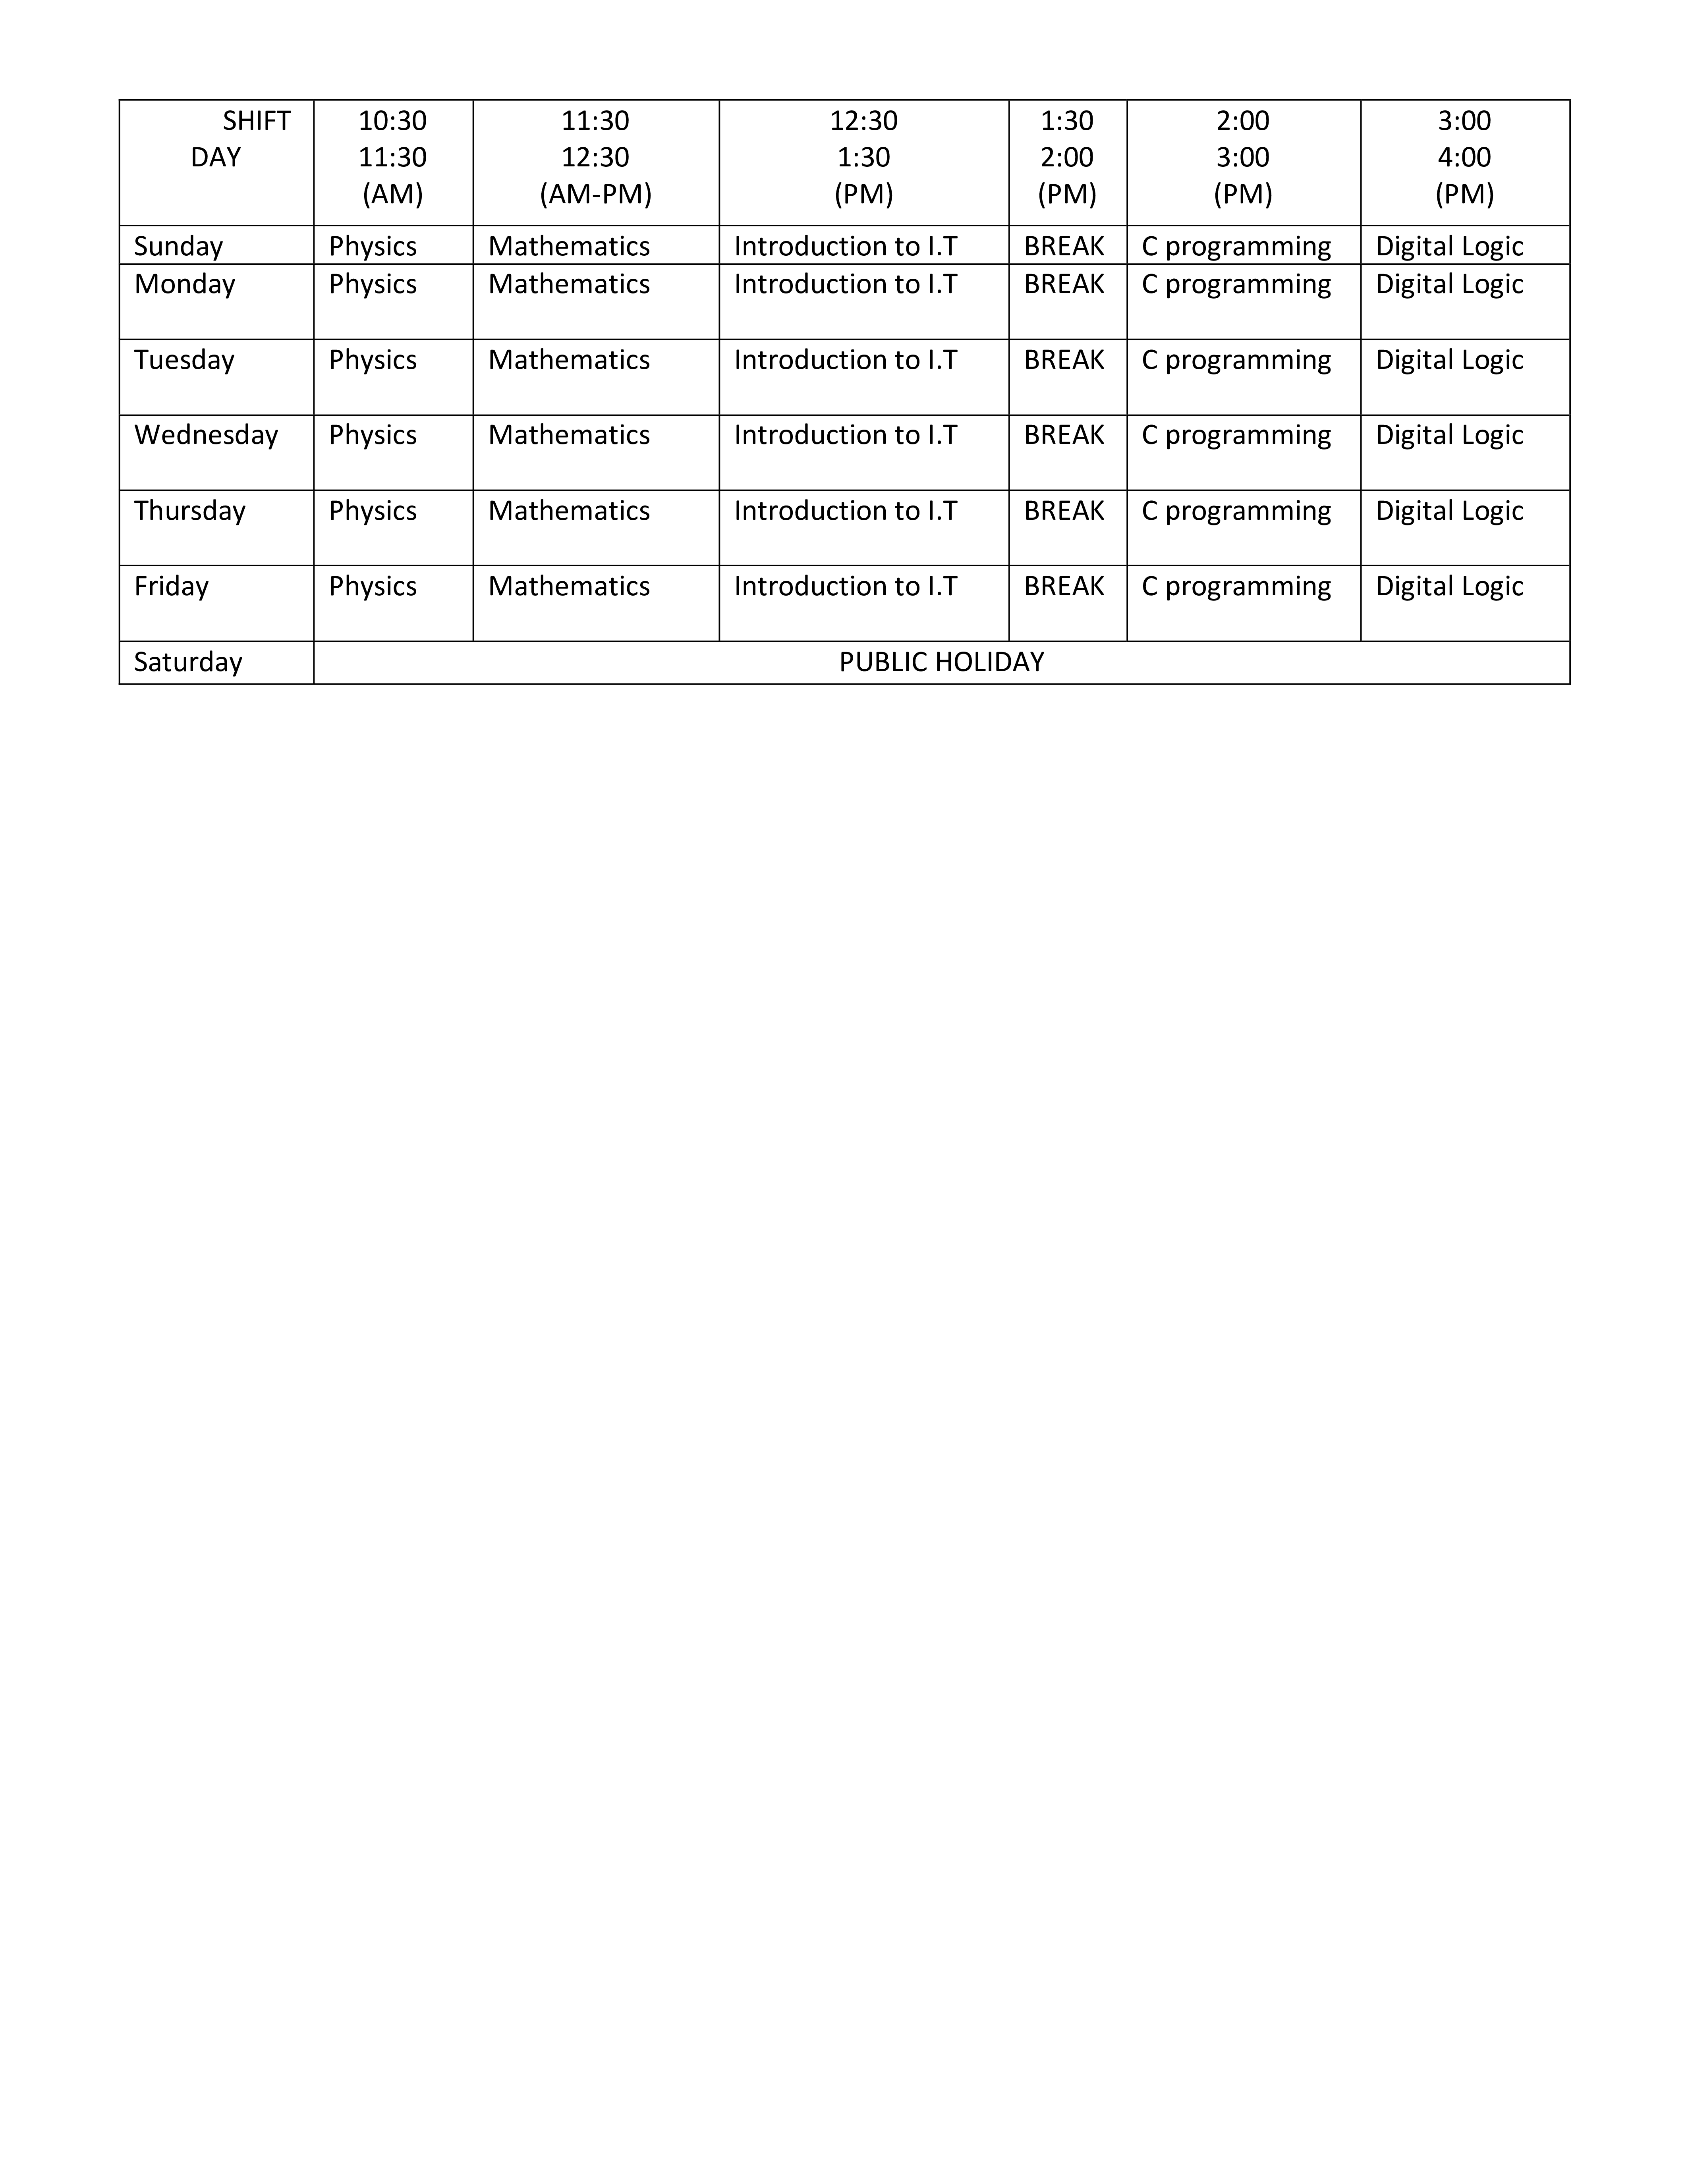 SHIFT 10:30 11:30 12:30 1:30 2:00 3:00
DAY 11:30 12:30 1:30 2:00 3:00 4:00
(AM) (AM-PM) (PM) (PM) (PM) (PM)
Sunday Physics Mathematics Introduction to I.T BREAK C programming Digital Logic
Monday Physics Mathematics Introduction to I.T BREAK C programming Digital Logic
Tuesday Physics Mathematics Introduction to I.T BREAK C programming Digital Logic
Wednesday Physics Mathematics Introduction to I.T BREAK C programming Digital Logic
Thursday Physics Mathematics Introduction to I.T BREAK C programming Digital Logic
Friday Physics Mathematics Introduction to I.T BREAK C programming Digital Logic
Saturday PUBLIC HOLIDAY